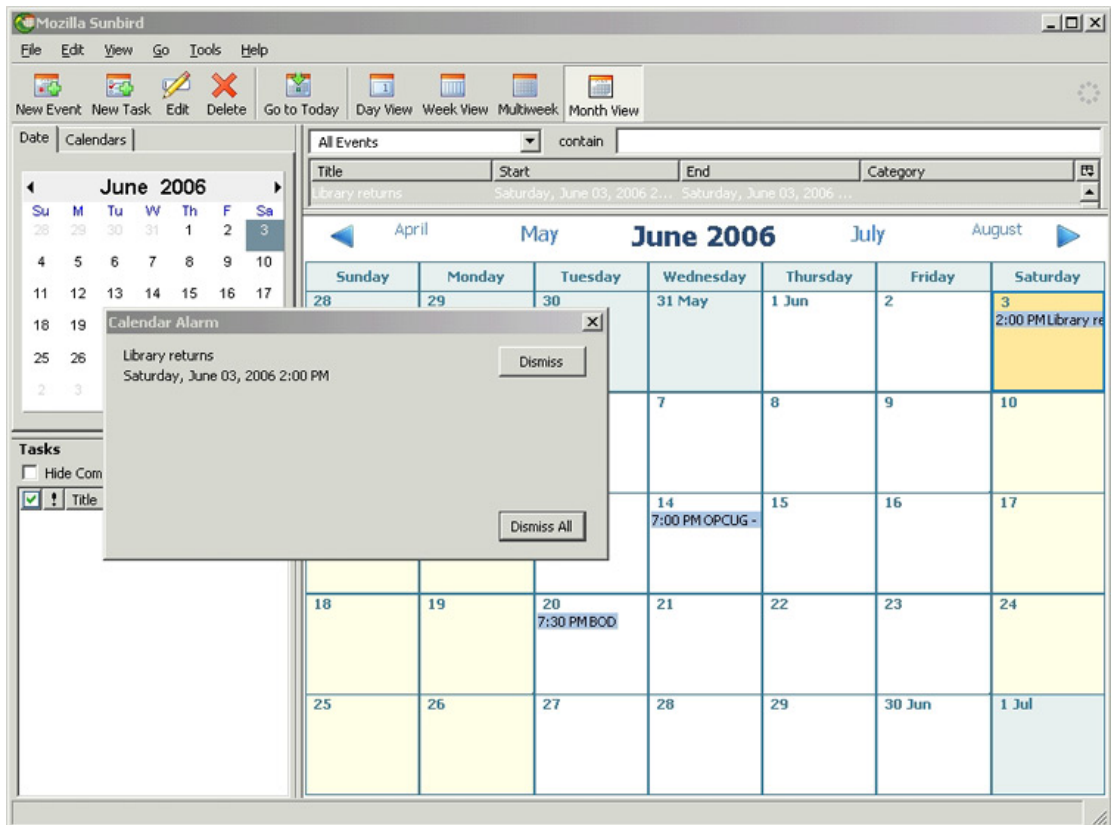 Mozilla Sunbird
File Edit View Go Tools Help
New Event New Task Edit Delete Go to Today Day View Week View Multiweek Month View
Date Calendars
June 2006
Su M Tu W Th F Sa
28 29 30 31 1 2 3
4 5 6 7 8 9 10
11 12 13 14 15 16 17
18 19
25 26
2 3
Tasks
Hide Com
! Title
All Events contain
Title Start End Category
Library returns Saturday, June 03, 2006 2... Saturday, June 03, 2006 ...
April May June 2006 July August
Sunday Monday Tuesday Wednesday Thursday Friday Saturday
28 29 30 31 May 1 Jun 2 3
2:00 PM Library re
7 8 9 10
14 15 16 17
7:00 PM OPCUG -
18 19 20 21 22 23 24
7:30 PM BOD
25 26 27 28 29 30 Jun 1 Jul
Calendar Alarm
Library returns
Saturday, June 03, 2006 2:00 PM
Dismiss
Dismiss All